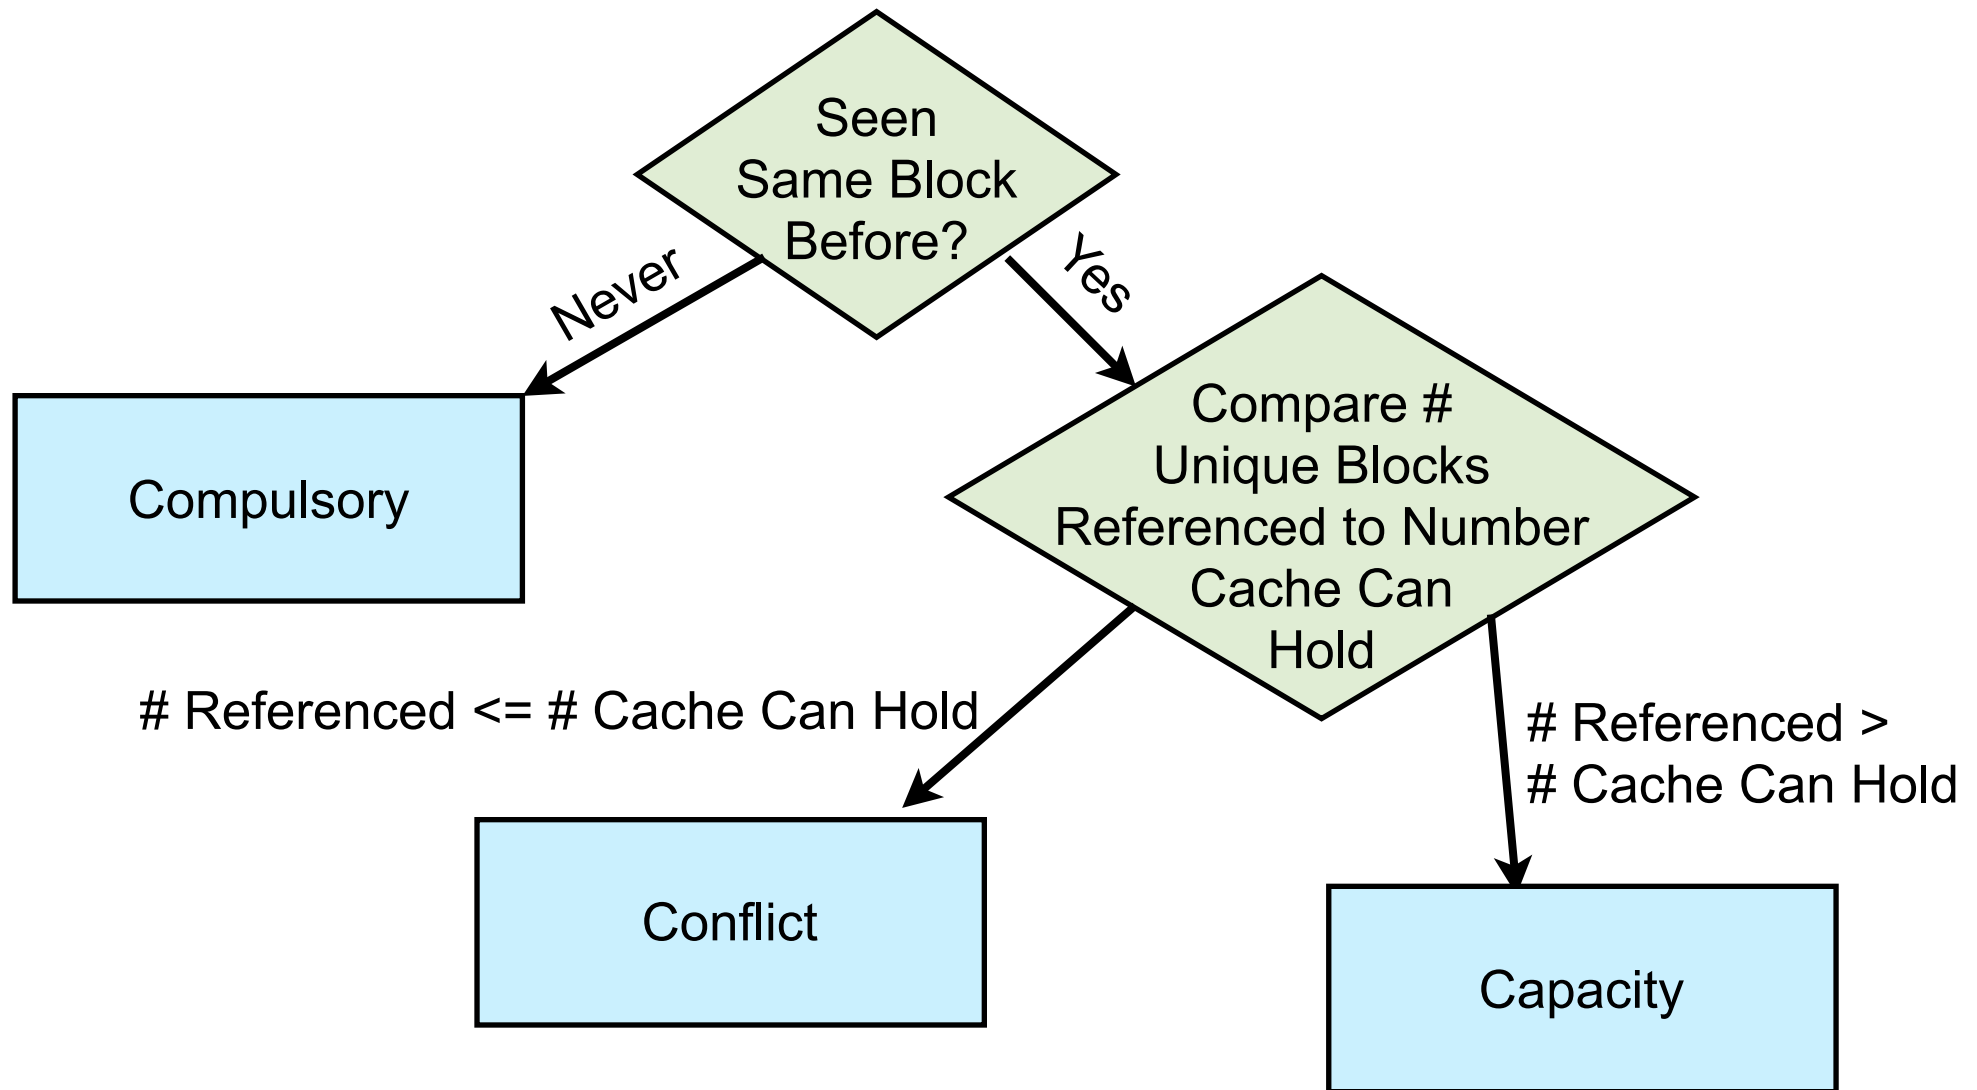 Seen
Same Block
Before?
Never
Yes
Compare #
Unique Blocks
Referenced to Number
Cache Can
Hold
Compulsory
# Referenced <= # Cache Can Hold
# Referenced >
# Cache Can Hold
Conflict
Capacity